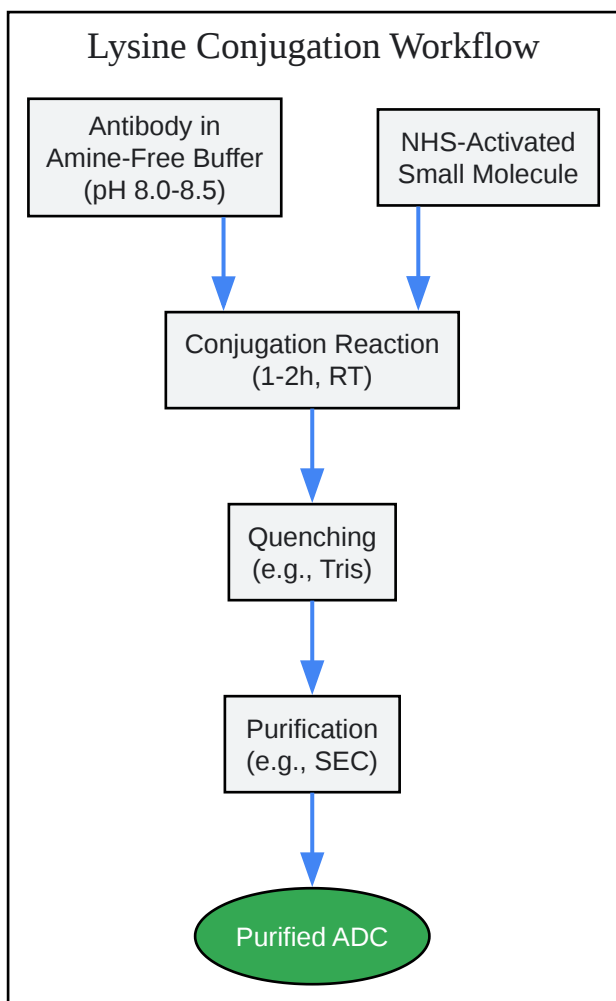 Lysine Conjugation Workflow
Antibody in
Amine-Free Buffer
(pH 8.0-8.5)
NHS-Activated
Small Molecule
Conjugation Reaction
(1-2h, RT)
Quenching
(e.g., Tris)
Purification
(e.g., SEC)
Purified ADC